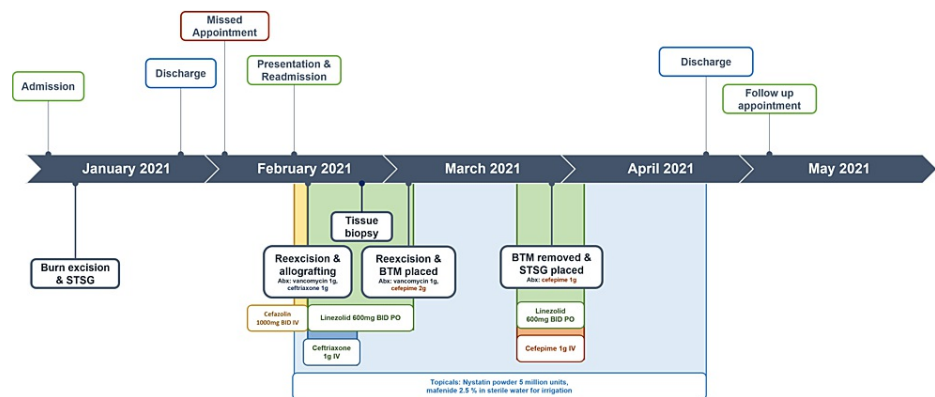 Missed
Appointment
Admission
Discharge
Presentation &
Readmission
Discharge
Follow up
appointment
January 2021
February 2021
March 2021
April 2021
May 2021
Burn excision
& STSG
Tissue
biopsy
Reexcision &
allografting
Abx: vancomycin 1g,
ceftriaxone 1g
Reexcision &
BTM placed
Abx: vancomycin 1g,
cefepime 2g
BTM removed &
STSG placed
Abx: cefepime 1g
Cefazolin
1000mg BID IV
Linezolid 600mg BID PO
Linezolid
600mg BID PO
Ceftriaxone
1g IV
Cefepime 1g IV
Topicals: Nystatin powder 5 million units,
mafenide 2.5 % in sterile water for irrigation